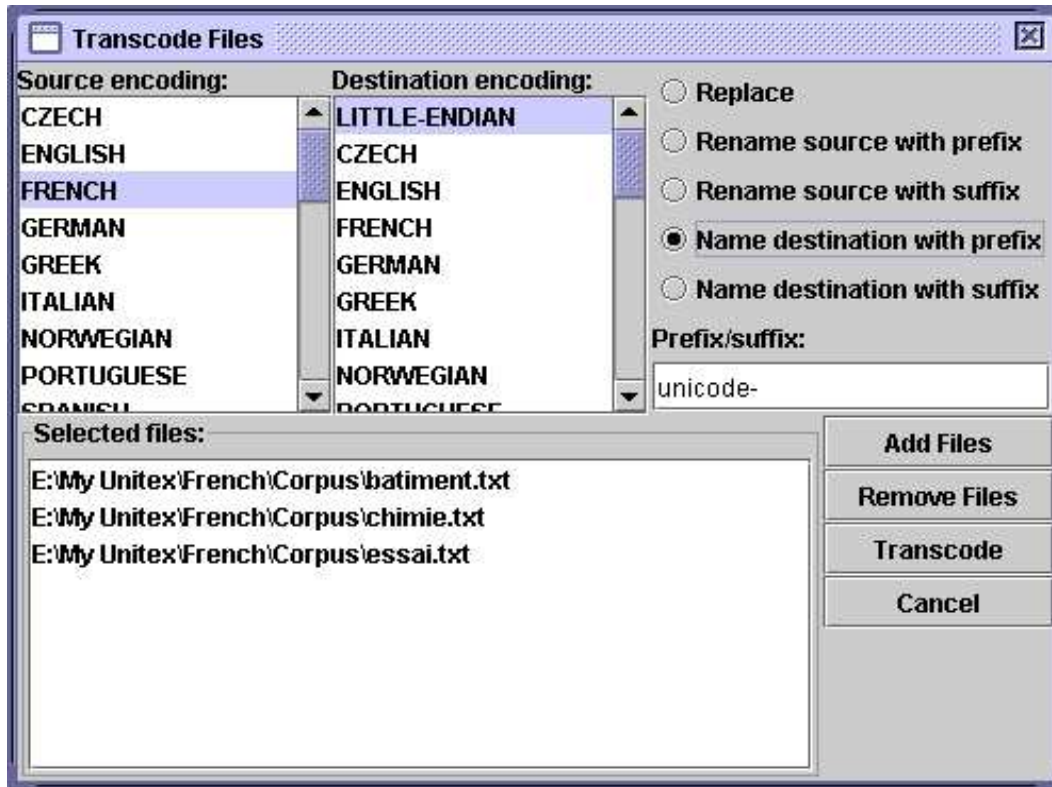 Transcode Files
Source encoding:
CZECH
ENGLISH
FRENCH
GERMAN
GREEK
ITALIAN
NORWEGIAN
PORTUGUESE
SPANISH
Destination encoding:
LITTLE-ENDIAN
CZECH
ENGLISH
FRENCH
GERMAN
GREEK
ITALIAN
NORWEGIAN
PORTUGUESE
Replace
Rename source with prefix
Rename source with suffix
Name destination with prefix
Name destination with suffix
Prefix/suffix:
unicode-
Selected files:
E:\My Unitex\French\Corpus\batiment.txt
E:\My Unitex\French\Corpus\chimie.txt
E:\My Unitex\French\Corpus\essai.txt
Add Files
Remove Files
Transcode
Cancel